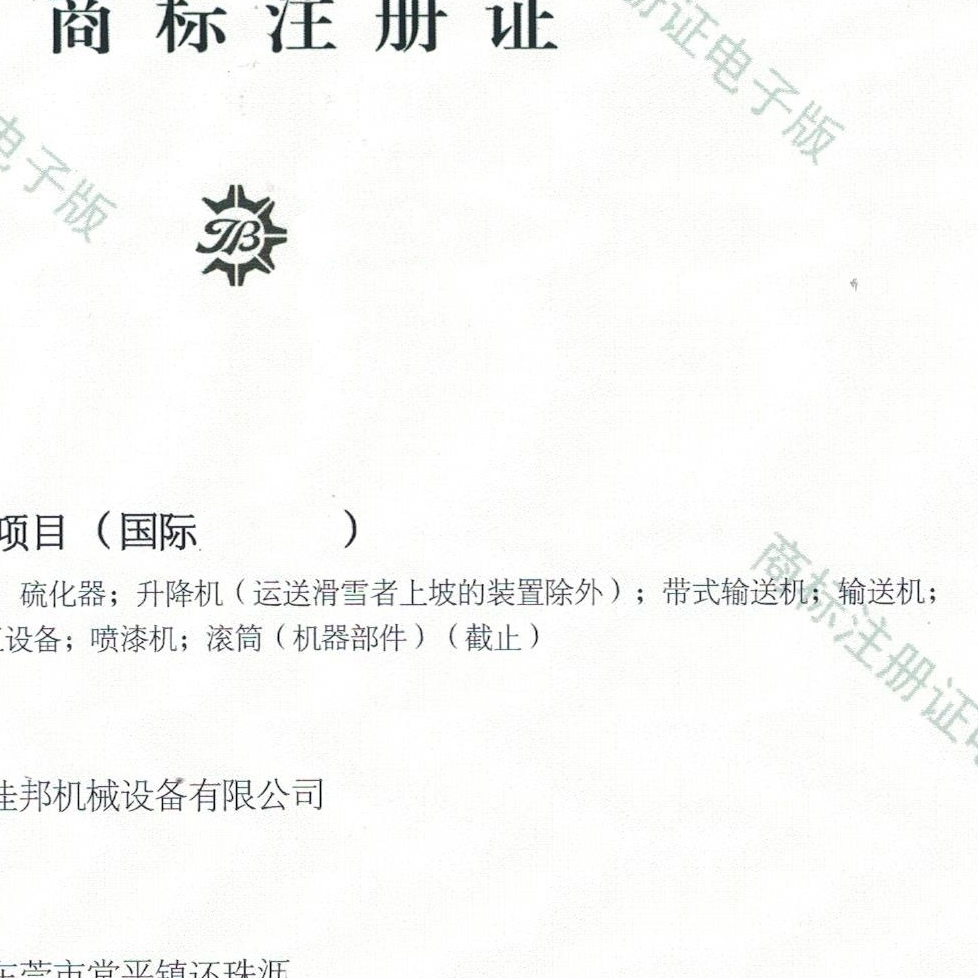 商标注册证
册证电子版
电子版
JB
项目（国际　　　）
硫化器；升降机（运送滑雪者上坡的装置除外）；带式输送机；输送机；
设备；喷漆机；滚筒（机器部件）（截止）
商标注册证电
佳邦机械设备有限公司
东莞市常平镇还珠沥